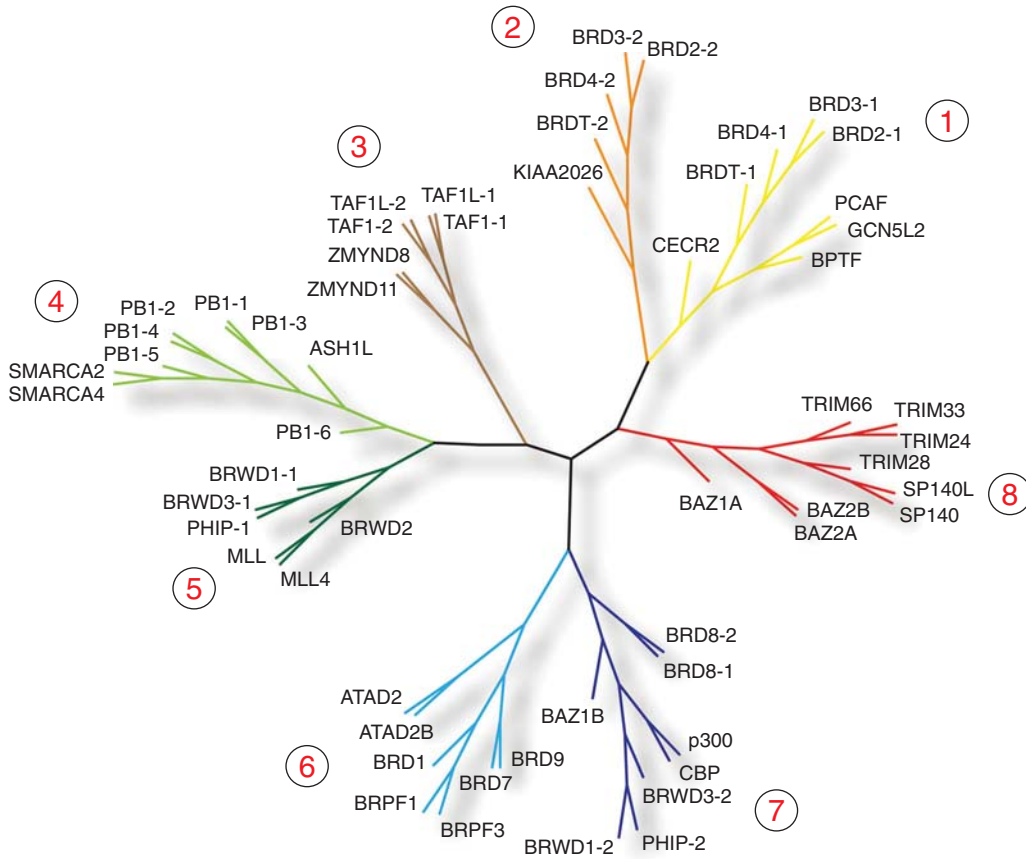 2
BRD3-2
BRD2-2
BRD4-2
BRDT-2
KIAA2026
1
BRD3-1
BRD4-1
BRD2-1
BRDT-1
PCAF
GCN5L2
BPTF
CECR2
3
TAF1L-2
TAF1L-1
TAF1-2
TAF1-1
ZMYND8
ZMYND11
4
PB1-2
PB1-1
PB1-4
PB1-3
PB1-5
ASH1L
SMARCA2
SMARCA4
PB1-6
BRWD1-1
BRWD3-1
PHIP-1
BRWD2
MLL
MLL4
5
TRIM66
TRIM33
TRIM24
TRIM28
SP140L
SP140
BAZ1A
BAZ2B
BAZ2A
8
ATAD2
ATAD2B
BRD1
BRD9
BRD7
BRPF1
BRPF3
6
BRD8-2
BRD8-1
BAZ1B
p300
CBP
BRWD3-2
PHIP-2
BRWD1-2
7